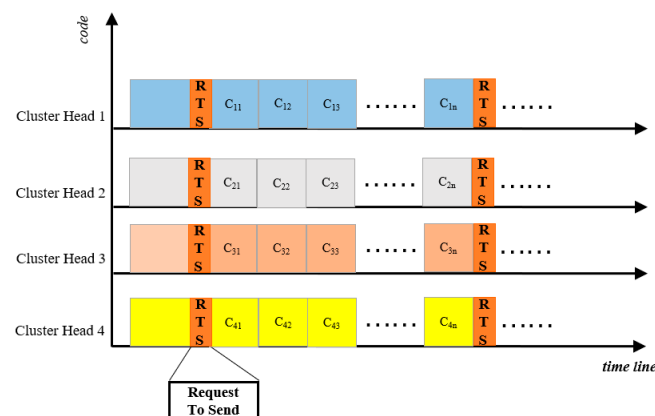 code
Cluster Head 1
R
T
S
C11 C12 C13 ...... C1n
R
T
S
......
Cluster Head 2
R
T
S
C21 C22 C23 ...... C2n
R
T
S
......
Cluster Head 3
R
T
S
C31 C32 C33 ...... C3n
R
T
S
......
Cluster Head 4
R
T
S
C41 C42 C43 ...... C4n
R
T
S
......
time line
Request
To Send